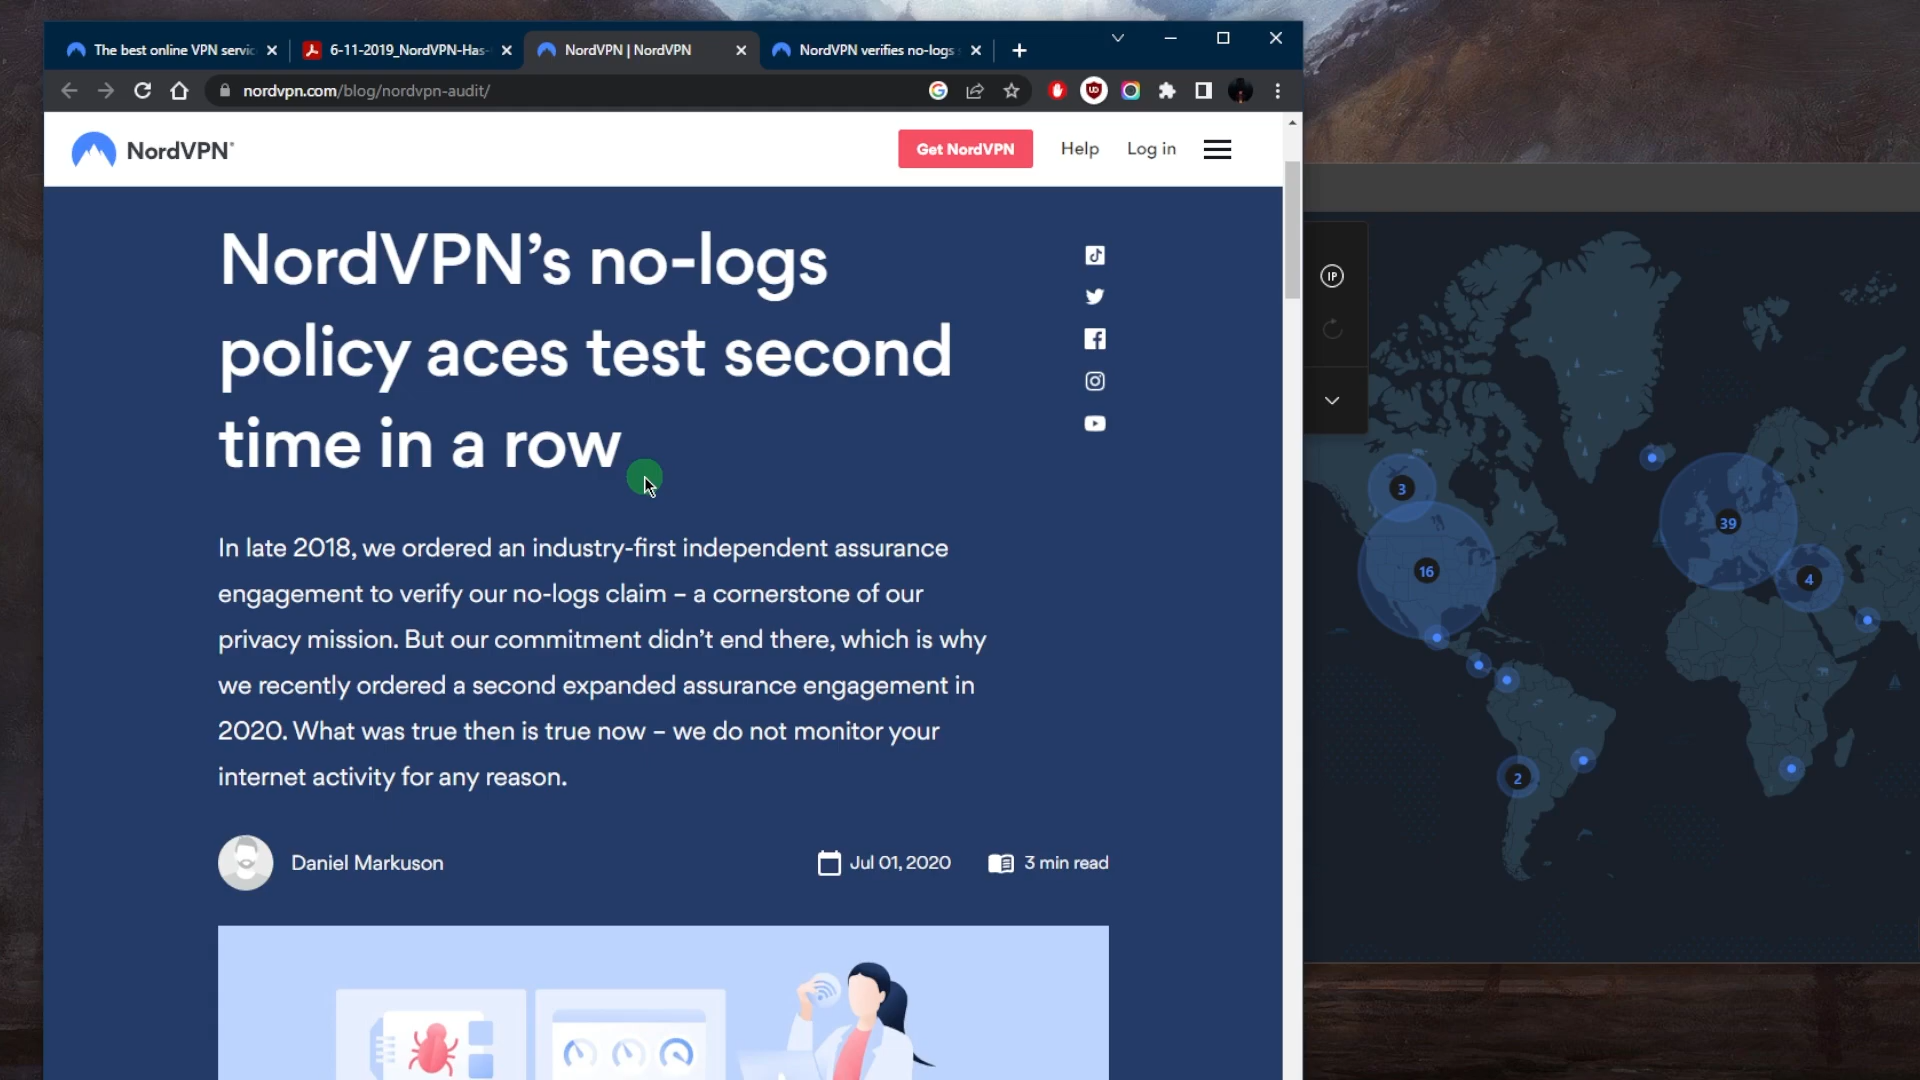 The best online VPN servic
6-11-2019_NordVPN-Has-
NordVPN | NordVPN
NordVPN verifies no-logs
nordvpn.com/blog/nordvpn-audit/
NordVPN®
Get NordVPN
Help
Log in
NordVPN’s no-logs
policy aces test second
time in a row
In late 2018, we ordered an industry-first independent assurance
engagement to verify our no-logs claim – a cornerstone of our
privacy mission. But our commitment didn’t end there, which is why
we recently ordered a second expanded assurance engagement in
2020. What was true then is true now – we do not monitor your
internet activity for any reason.
Daniel Markuson
Jul 01, 2020
3 min read
IP
3
16
39
4
2